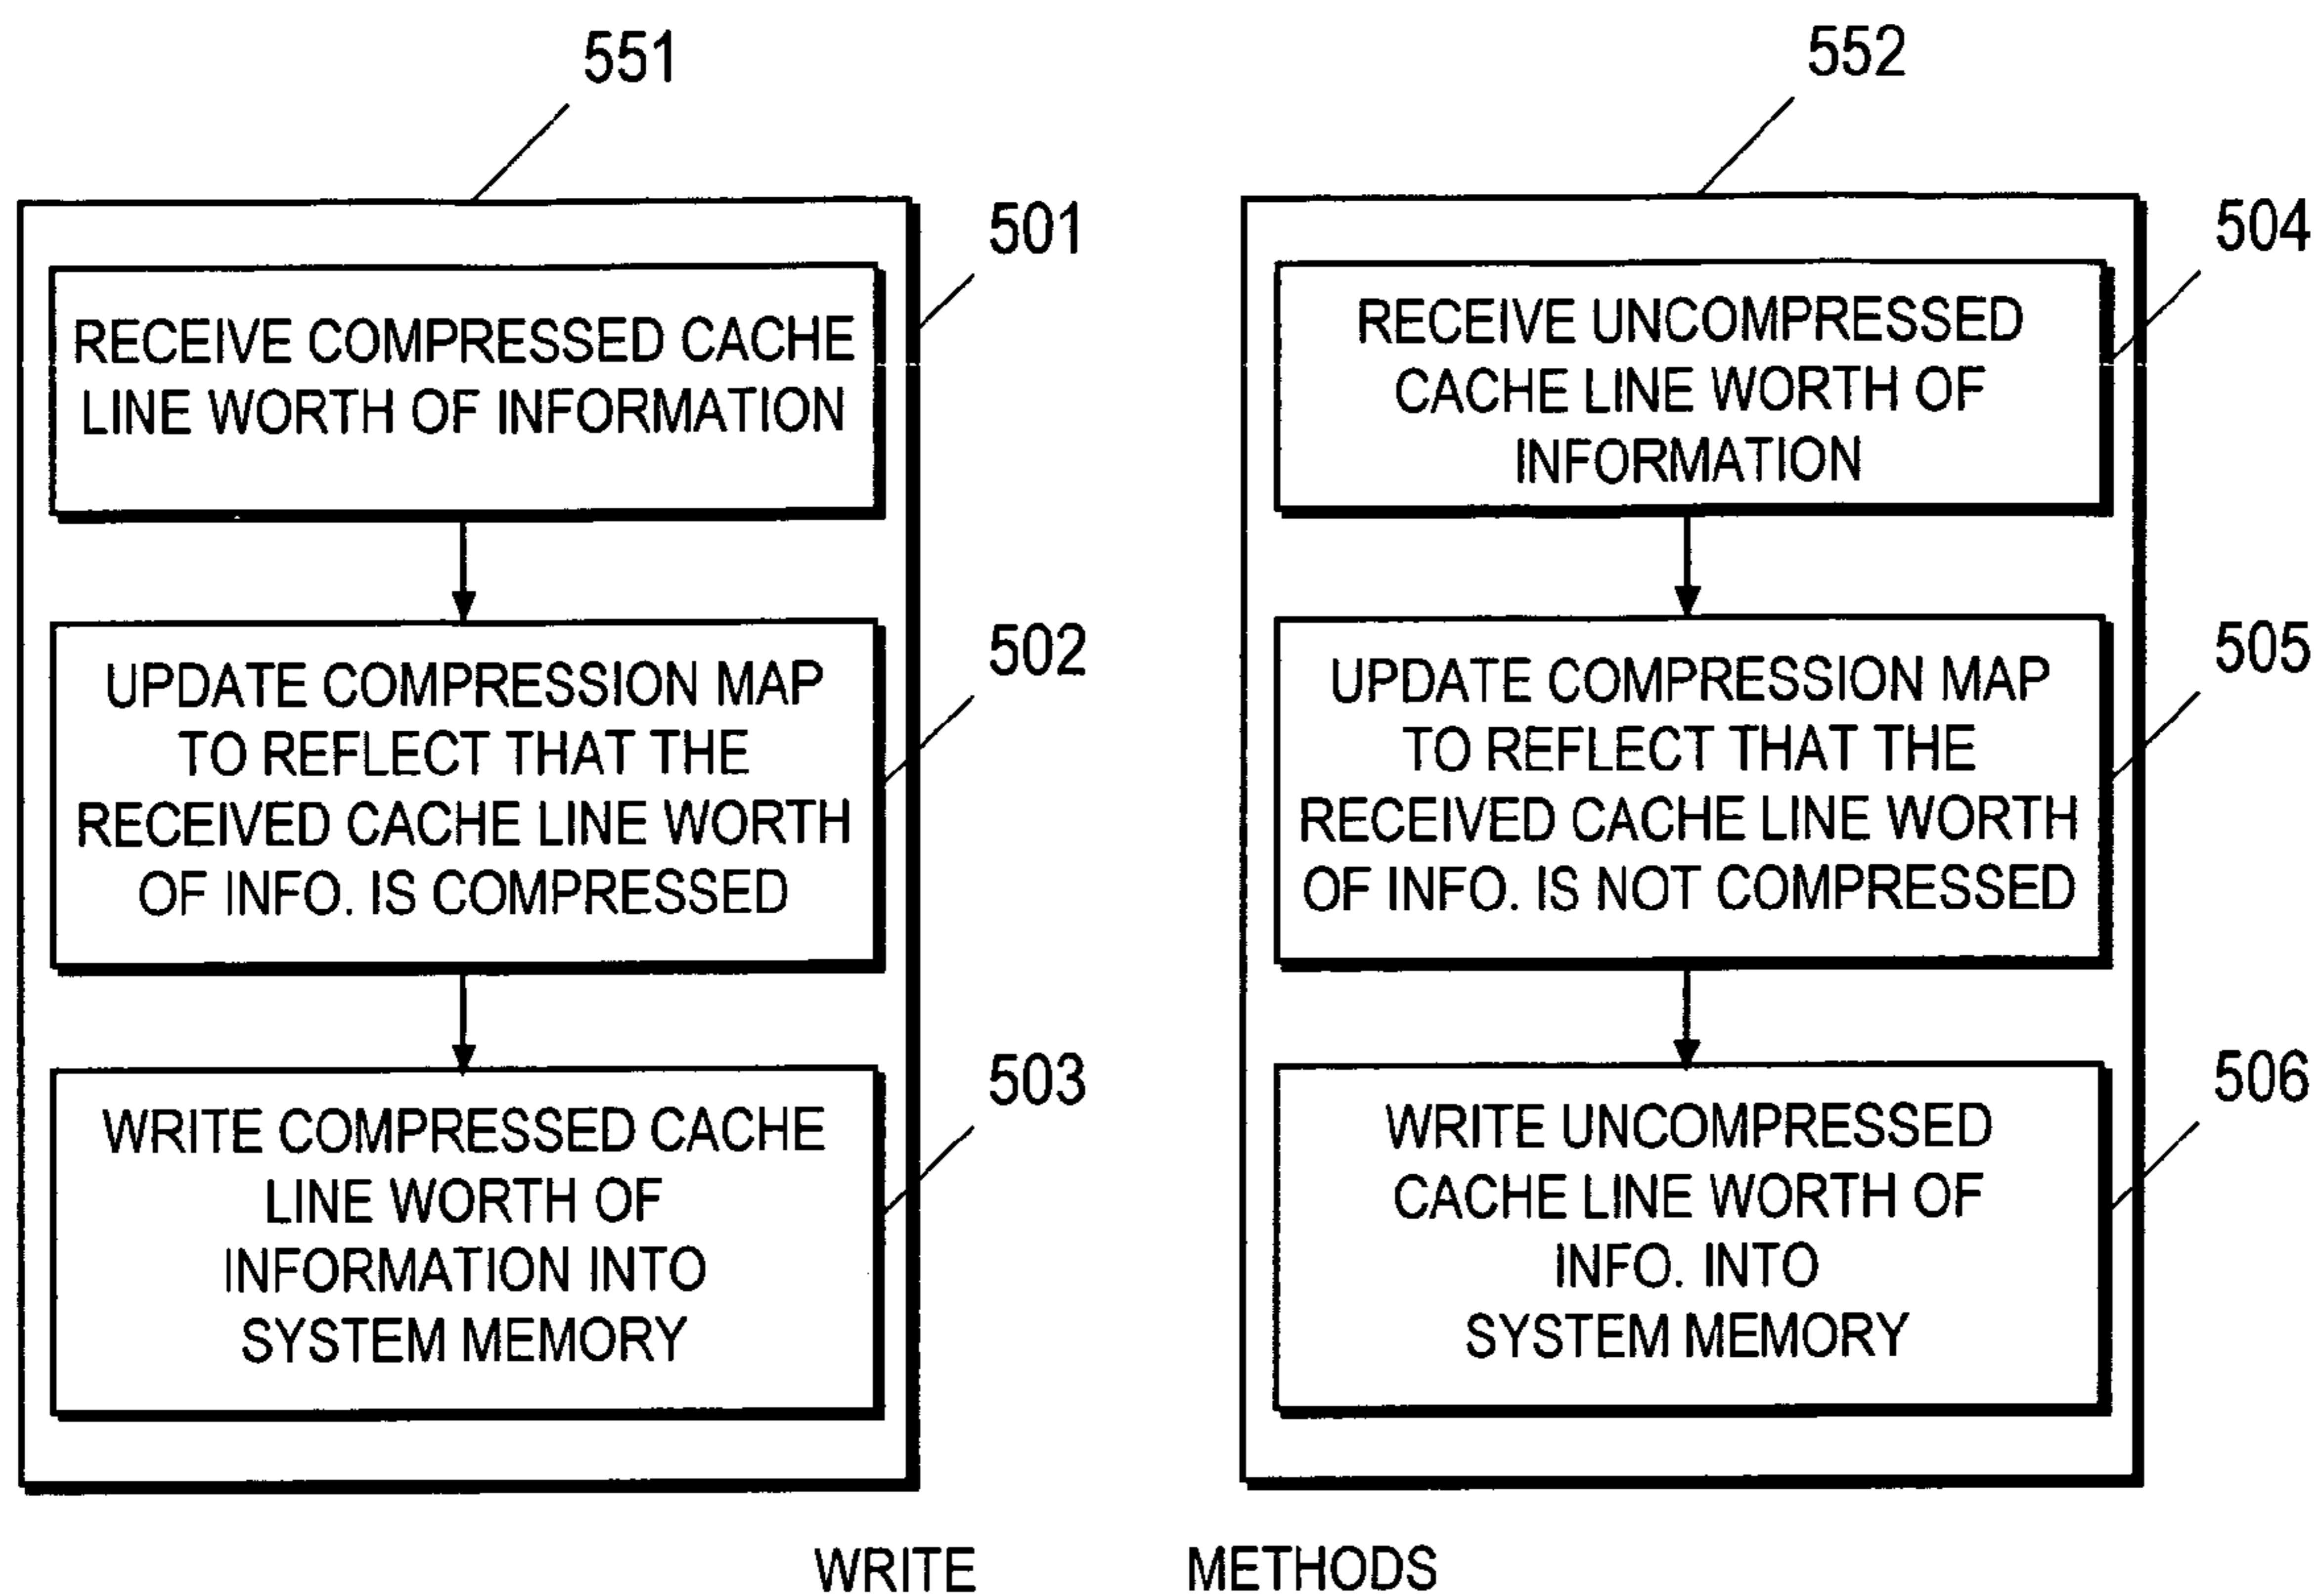 551
501
RECEIVE COMPRESSED CACHE
LINE WORTH OF INFORMATION
502
UPDATE COMPRESSION MAP
TO REFLECT THAT THE
RECEIVED CACHE LINE WORTH
OF INFO. IS COMPRESSED
503
WRITE COMPRESSED CACHE
LINE WORTH OF
INFORMATION INTO
SYSTEM MEMORY
552
504
RECEIVE UNCOMPRESSED
CACHE LINE WORTH OF
INFORMATION
505
UPDATE COMPRESSION MAP
TO REFLECT THAT THE
RECEIVED CACHE LINE WORTH
OF INFO. IS NOT COMPRESSED
506
WRITE UNCOMPRESSED
CACHE LINE WORTH OF
INFO. INTO
SYSTEM MEMORY
WRITE METHODS